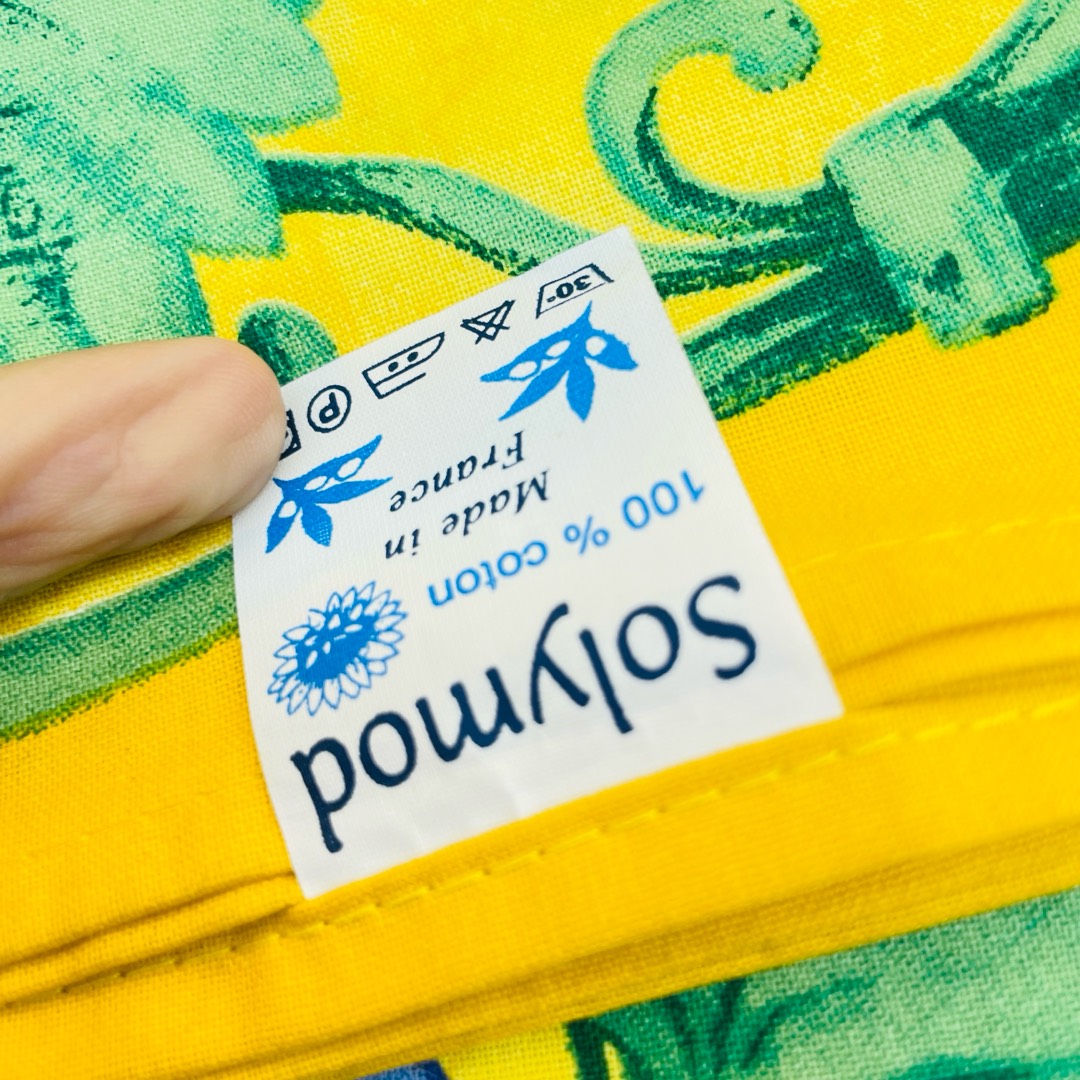 Solymod
100 % coton
Made in
France
30°
P